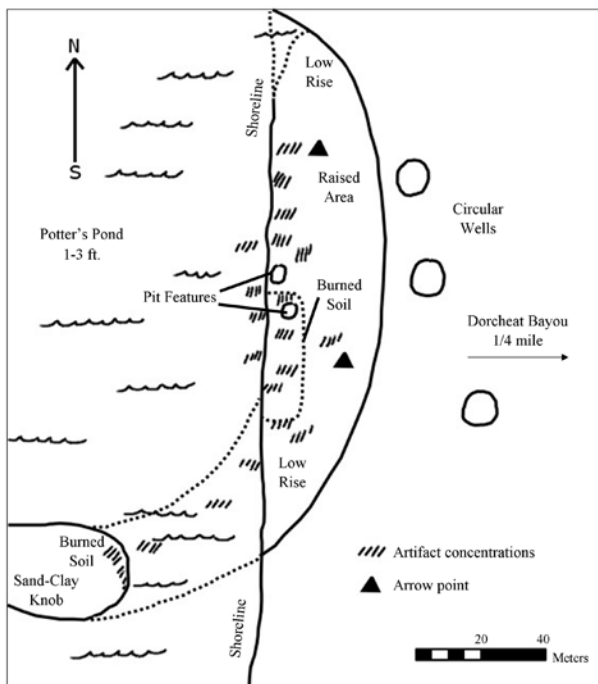 N
S
Shoreline
Low
Rise
Raised
Area
Circular
Wells
Potter's Pond
1-3 ft.
Pit Features
Burned
Soil
Dorcheat Bayou
1/4 mile
Low
Rise
Burned
Soil
Sand-Clay
Knob
Shoreline
Artifact concentrations
Arrow point
20
40
Meters